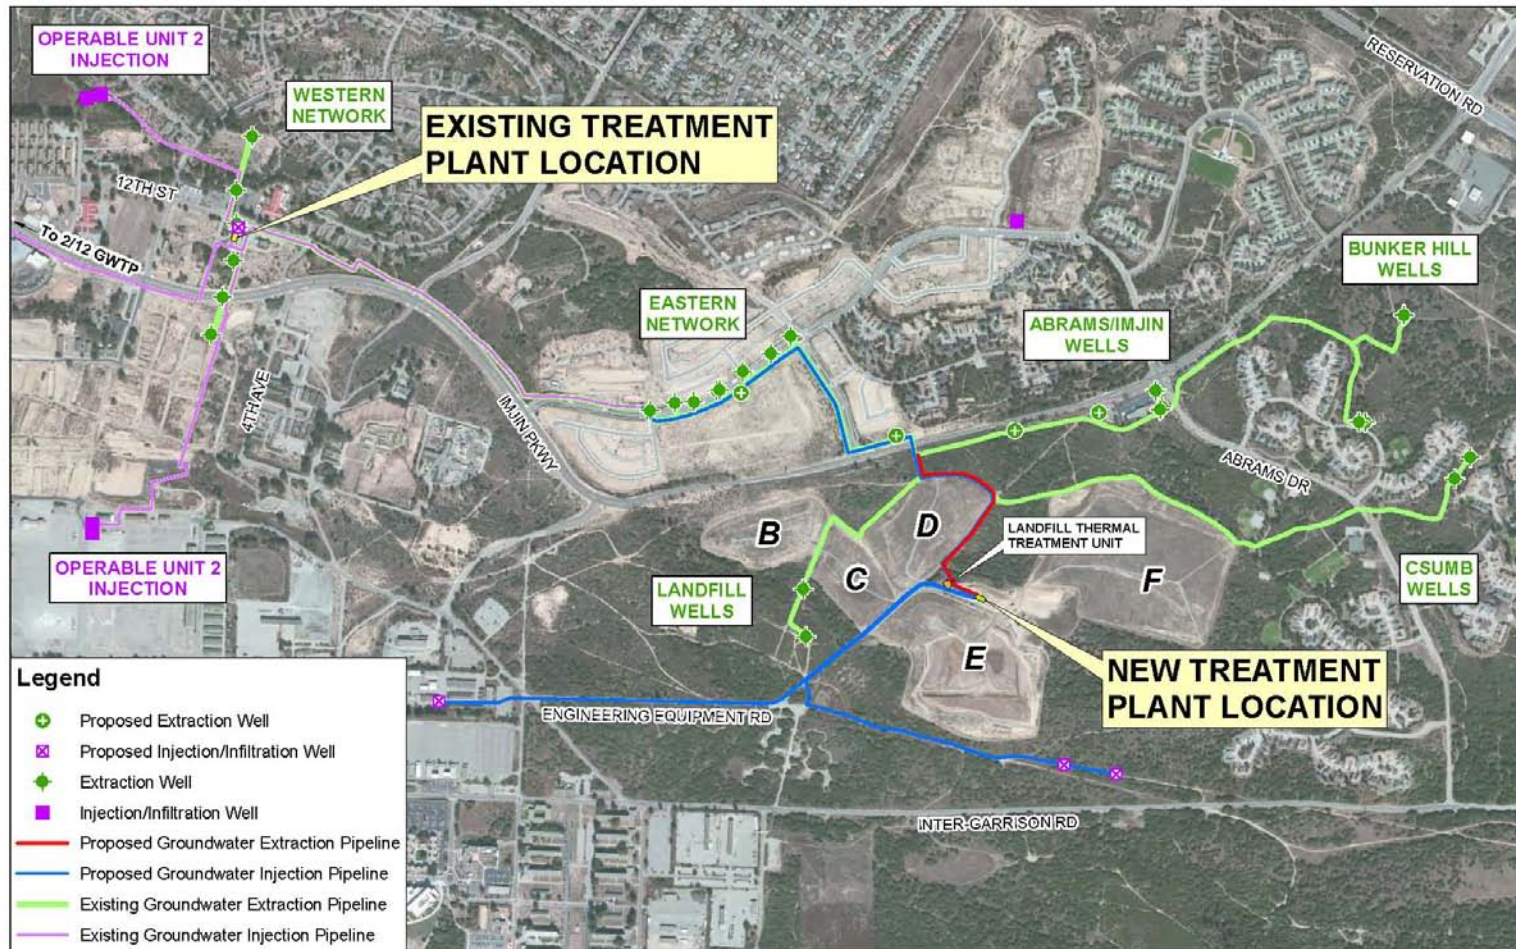 OPERABLE UNIT 2
INJECTION
WESTERN
NETWORK
EXISTING TREATMENT
PLANT LOCATION
RESERVATION RD
12TH ST
To 2/12 GWTP
BUNKER HILL
WELLS
EASTERN
NETWORK
ABRAMS/IMJIN
WELLS
4TH AVE
IMJIN PKWY
ABRAMS DR
B
D
LANDFILL THERMAL
TREATMENT UNIT
OPERABLE UNIT 2
INJECTION
LANDFILL
WELLS
C
F
CSUMB
WELLS
E
NEW TREATMENT
PLANT LOCATION
ENGINEERING EQUIPMENT RD
INTER-GARRISON RD
Legend
Proposed Extraction Well
Proposed Injection/Infiltration Well
Extraction Well
Injection/Infiltration Well
Proposed Groundwater Extraction Pipeline
Proposed Groundwater Injection Pipeline
Existing Groundwater Extraction Pipeline
Existing Groundwater Injection Pipeline